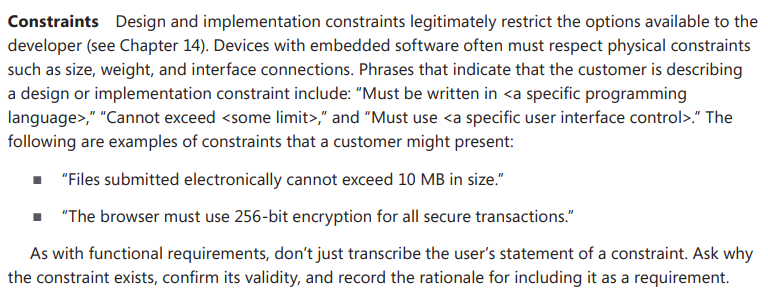 Constraints Design and implementation constraints legitimately restrict the options available to the
developer (see Chapter 14). Devices with embedded software often must respect physical constraints
such as size, weight, and interface connections. Phrases that indicate that the customer is describing
a design or implementation constraint include: “Must be written in <a specific programming
language>,” “Cannot exceed <some limit>,” and “Must use <a specific user interface control>.” The
following are examples of constraints that a customer might present:
■ “Files submitted electronically cannot exceed 10 MB in size.”
■ “The browser must use 256-bit encryption for all secure transactions.”
As with functional requirements, don’t just transcribe the user’s statement of a constraint. Ask why
the constraint exists, confirm its validity, and record the rationale for including it as a requirement.